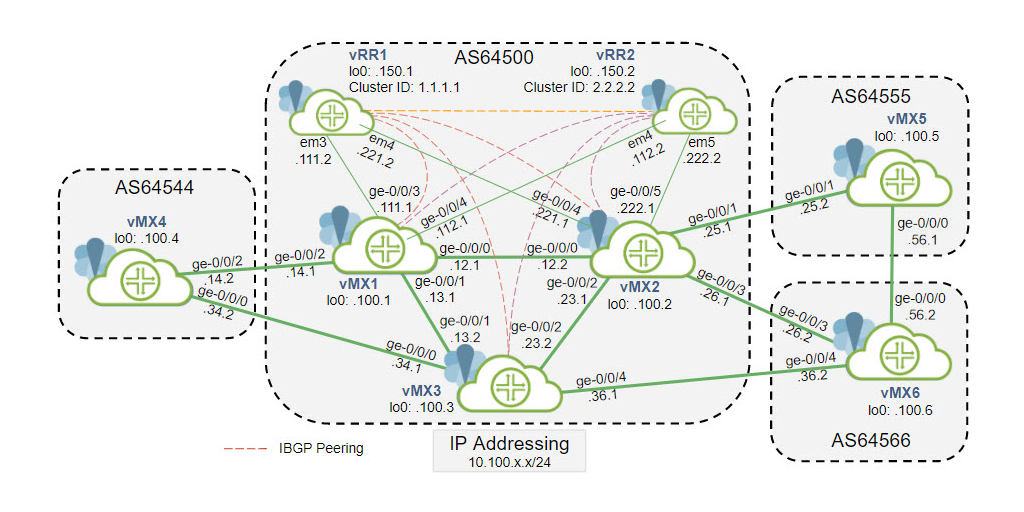 AS64500
vRR1
lo0: .150.1
Cluster ID: 1.1.1.1
vRR2
lo0: .150.2
Cluster ID: 2.2.2.2
em3
.111.2
em4
.221.2
em4
.112.2
em5
.222.2
AS64555
vMX5
lo0: .100.5
ge-0/0/1
.25.2
ge-0/0/0
.56.1
AS64544
vMX4
lo0: .100.4
ge-0/0/2
.14.2
ge-0/0/0
.34.2
ge-0/0/3
.111.1
ge-0/0/4
.112.1
ge-0/0/2
.14.1
vMX1
lo0: .100.1
ge-0/0/0
.12.1
ge-0/0/1
.13.1
ge-0/0/4
.221.1
ge-0/0/5
.222.1
ge-0/0/0
.12.2
ge-0/0/2
.23.1
vMX2
lo0: .100.2
ge-0/0/1
.25.1
ge-0/0/3
.26.1
ge-0/0/1
.13.2
ge-0/0/2
.23.2
ge-0/0/0
.34.1
vMX3
lo0: .100.3
ge-0/0/4
.36.1
ge-0/0/0
.56.2
ge-0/0/3
.26.2
ge-0/0/4
.36.2
vMX6
lo0: .100.6
AS64566
IBGP Peering
IP Addressing
10.100.x.x/24